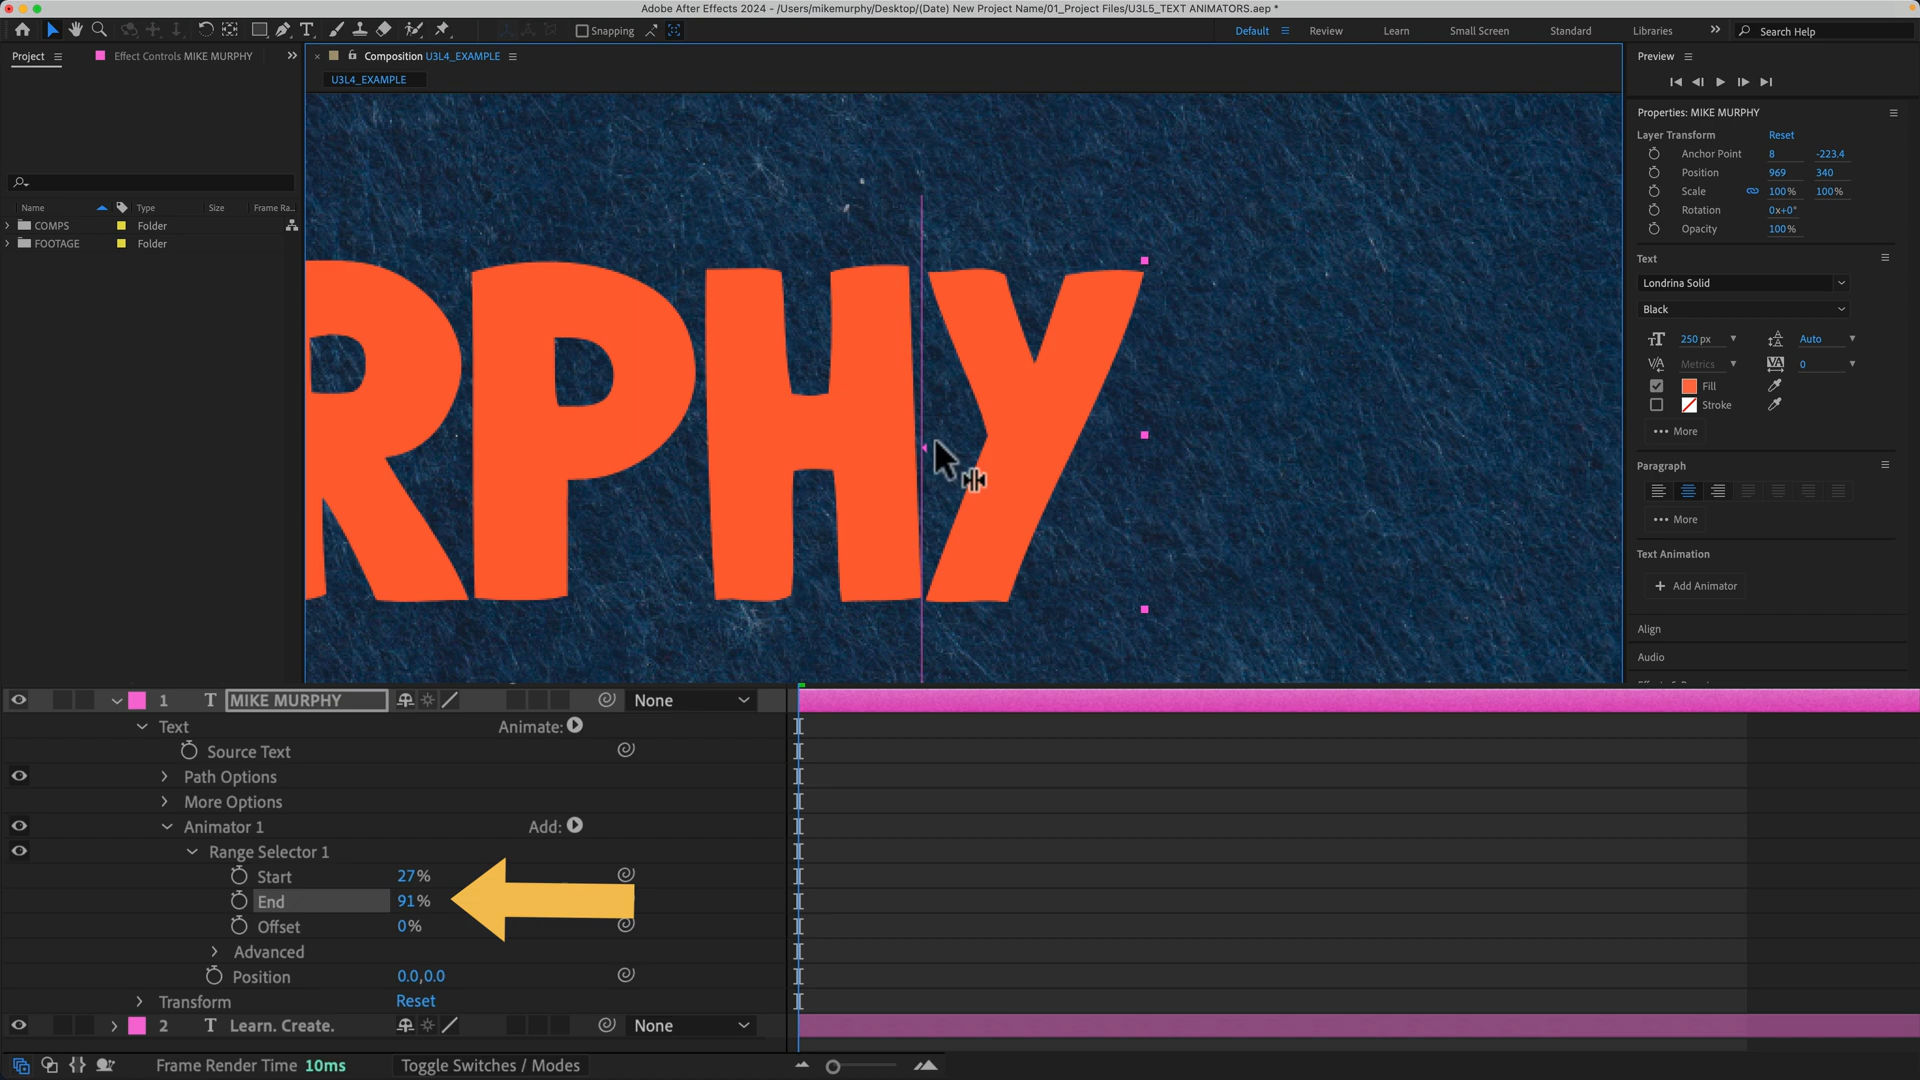 Adobe After Effects 2024 - /Users/mikemurphy/Desktop/(Date) New Project Name/01_Project Files/U3L5_TEXT ANIMATORS.aep *
Snapping
Default
Review
Learn
Small Screen
Standard
Libraries
Search Help
Project
Effect Controls MIKE MURPHY
Composition U3L4_EXAMPLE
U3L4_EXAMPLE
Name
Type
Size
Frame Ra...
COMPS
Folder
FOOTAGE
Folder
RPHY
Preview
Properties: MIKE MURPHY
Layer Transform
Reset
Anchor Point 8 -223.4
Position 969 340
Scale 100% 100%
Rotation 0x+0°
Opacity 100%
Text
Londrina Solid
Black
250 px Auto
Metrics 0
Fill
Stroke
••• More
Paragraph
••• More
Text Animation
+ Add Animator
Align
Audio
1 T MIKE MURPHY None
Text Animate:
Source Text
Path Options
More Options
Animator 1 Add:
Range Selector 1
Start 27%
End 91%
Offset 0%
Advanced
Position 0.0,0.0
Transform Reset
2 T Learn. Create. None
Frame Render Time 10ms
Toggle Switches / Modes